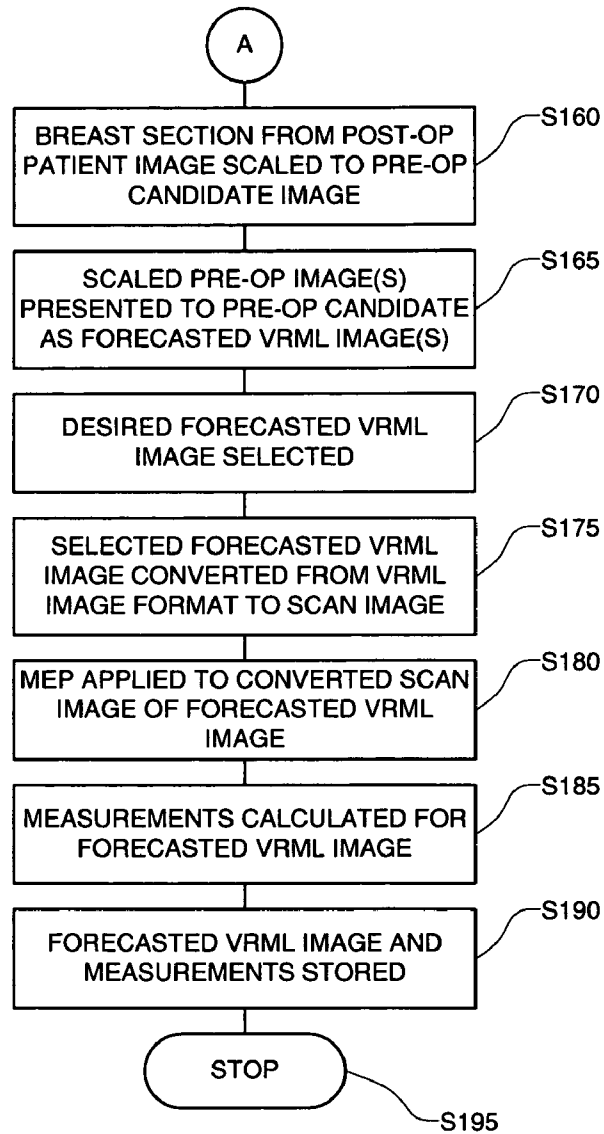 A
BREAST SECTION FROM POST-OP
PATIENT IMAGE SCALED TO PRE-OP
CANDIDATE IMAGE
S160
SCALED PRE-OP IMAGE(S)
PRESENTED TO PRE-OP CANDIDATE
AS FORECASTED VRML IMAGE(S)
S165
DESIRED FORECASTED VRML
IMAGE SELECTED
S170
SELECTED FORECASTED VRML
IMAGE CONVERTED FROM VRML
IMAGE FORMAT TO SCAN IMAGE
S175
MEP APPLIED TO CONVERTED SCAN
IMAGE OF FORECASTED VRML
IMAGE
S180
MEASUREMENTS CALCULATED FOR
FORECASTED VRML IMAGE
S185
FORECASTED VRML IMAGE AND
MEASUREMENTS STORED
S190
STOP
S195